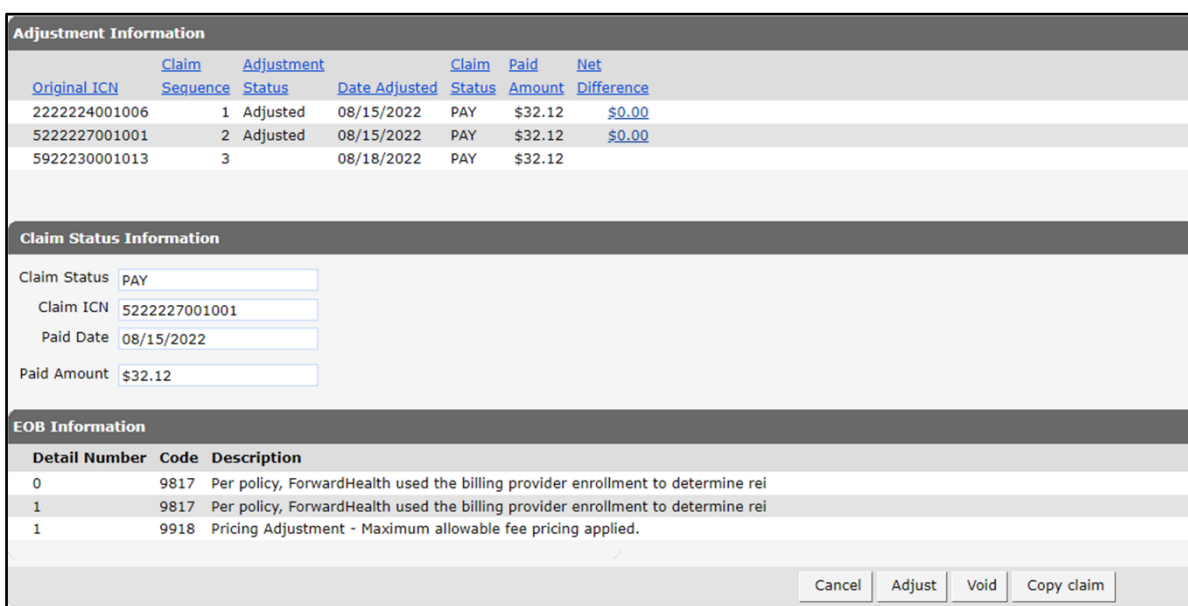 Adjustment Information
Claim Adjustment Claim Paid Net
Original ICN Sequence Status Date Adjusted Status Amount Difference
2222224001006 1 Adjusted 08/15/2022 PAY $32.12 $0.00
5222227001001 2 Adjusted 08/15/2022 PAY $32.12 $0.00
5922230001013 3 08/18/2022 PAY $32.12
Claim Status Information
Claim Status PAY
Claim ICN 5222227001001
Paid Date 08/15/2022
Paid Amount $32.12
EOB Information
Detail Number Code Description
0 9817 Per policy, ForwardHealth used the billing provider enrollment to determine rei
1 9817 Per policy, ForwardHealth used the billing provider enrollment to determine rei
1 9918 Pricing Adjustment - Maximum allowable fee pricing applied.
Cancel Adjust Void Copy claim